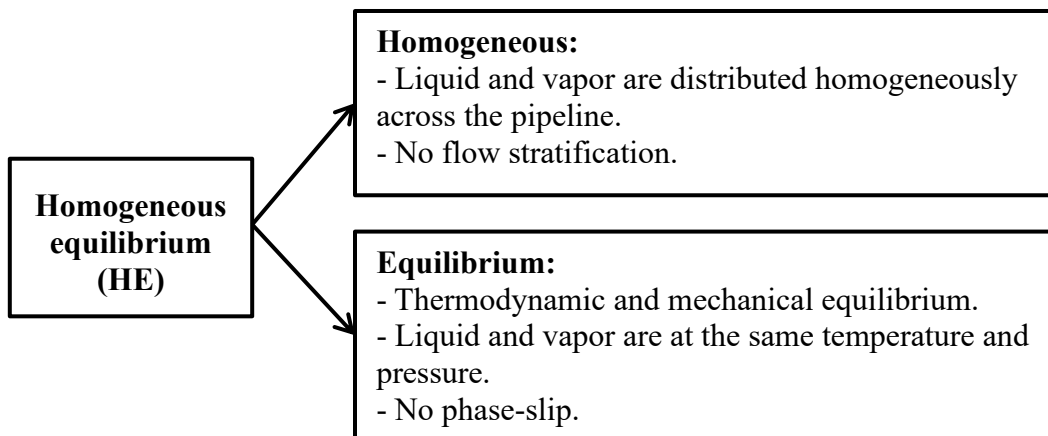 Homogeneous
equilibrium
(HE)
Homogeneous:
- Liquid and vapor are distributed homogeneously
across the pipeline.
- No flow stratification.
Equilibrium:
- Thermodynamic and mechanical equilibrium.
- Liquid and vapor are at the same temperature and
pressure.
- No phase-slip.